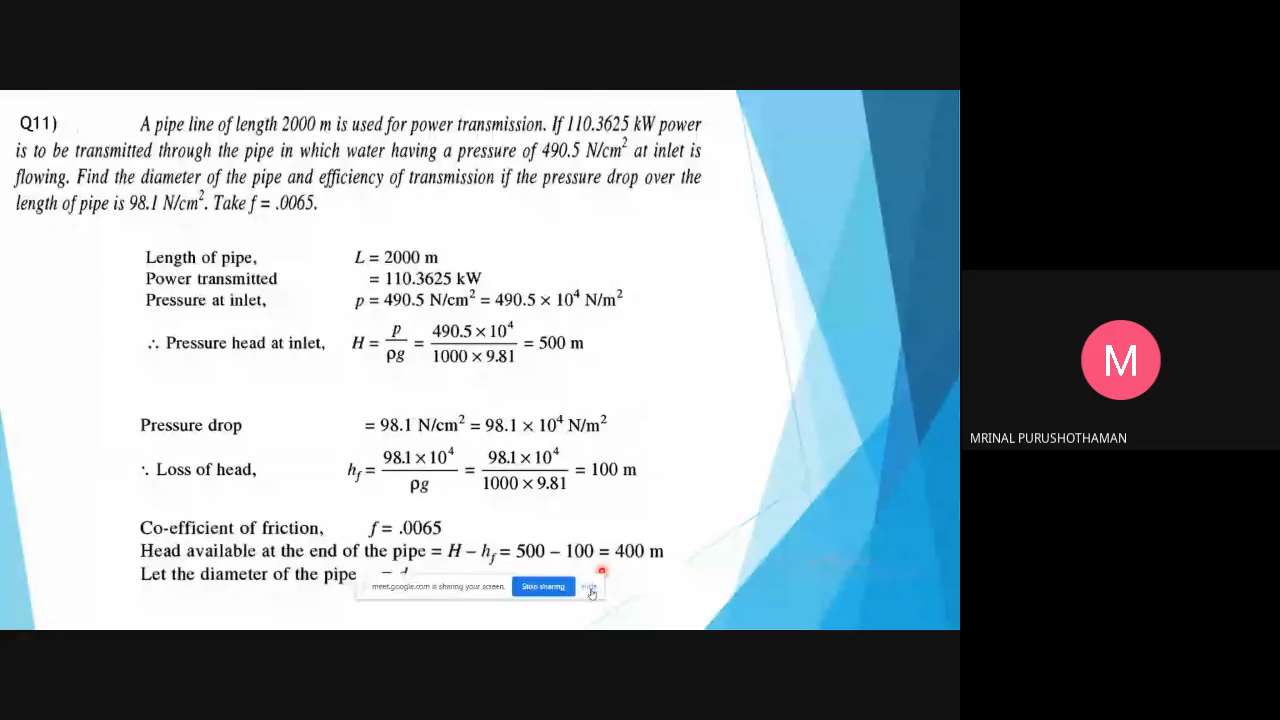 Q11) A pipe line of length 2000 m is used for power transmission. If 110.3625 kW power
is to be transmitted through the pipe in which water having a pressure of 490.5 N/cm² at inlet is
flowing. Find the diameter of the pipe and efficiency of transmission if the pressure drop over the
length of pipe is 98.1 N/cm². Take f = .0065.
Length of pipe, L = 2000 m
Power transmitted = 110.3625 kW
Pressure at inlet, p = 490.5 N/cm² = 490.5 × 10⁴ N/m²
∴ Pressure head at inlet, H = p/ρg = 490.5 × 10⁴/1000 × 9.81 = 500 m
Pressure drop = 98.1 N/cm² = 98.1 × 10⁴ N/m²
∴ Loss of head, h_f = 98.1 × 10⁴/ρg = 98.1 × 10⁴/1000 × 9.81 = 100 m
Co-efficient of friction, f = .0065
Head available at the end of the pipe = H – h_f = 500 – 100 = 400 m
Let the diameter of the pipe
meet.google.com is sharing your screen. Stop sharing Hide
M
MRINAL PURUSHOTHAMAN